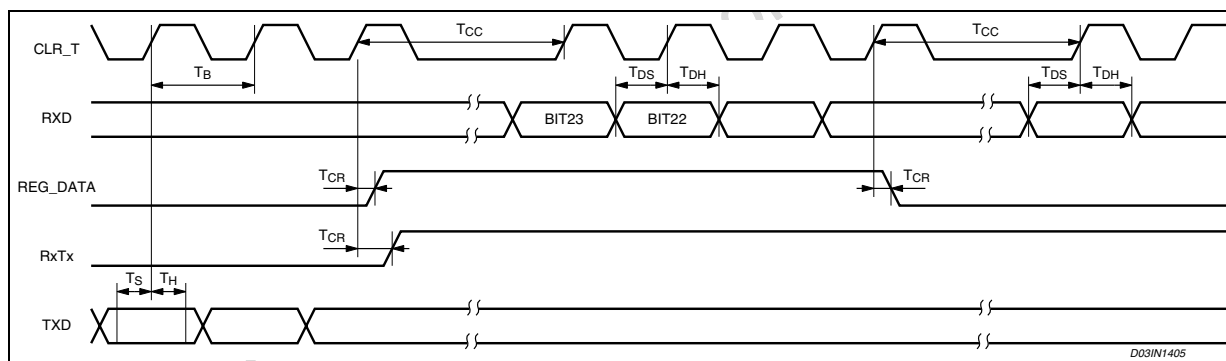 CLR_T
TCC
TCC
TB
TDS
TDH
TDS
TDH
RXD
BIT23
BIT22
REG_DATA
TCR
TCR
RxTx
TCR
TS
TH
TXD
D03IN1405